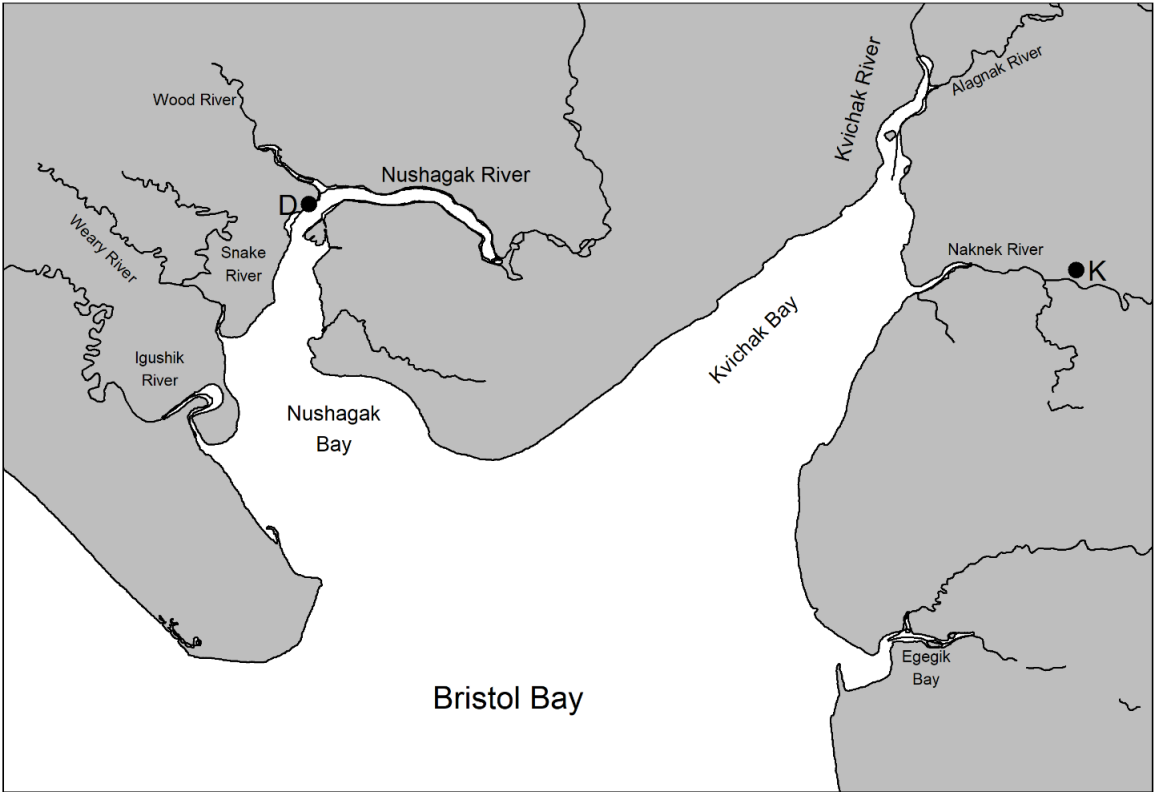 Wood River
Nushagak River
D
Weary River
Snake
River
Igushik
River
Nushagak
Bay
Kvichak River
Alagnak River
Naknek River
K
Kvichak Bay
Egegik
Bay
Bristol Bay